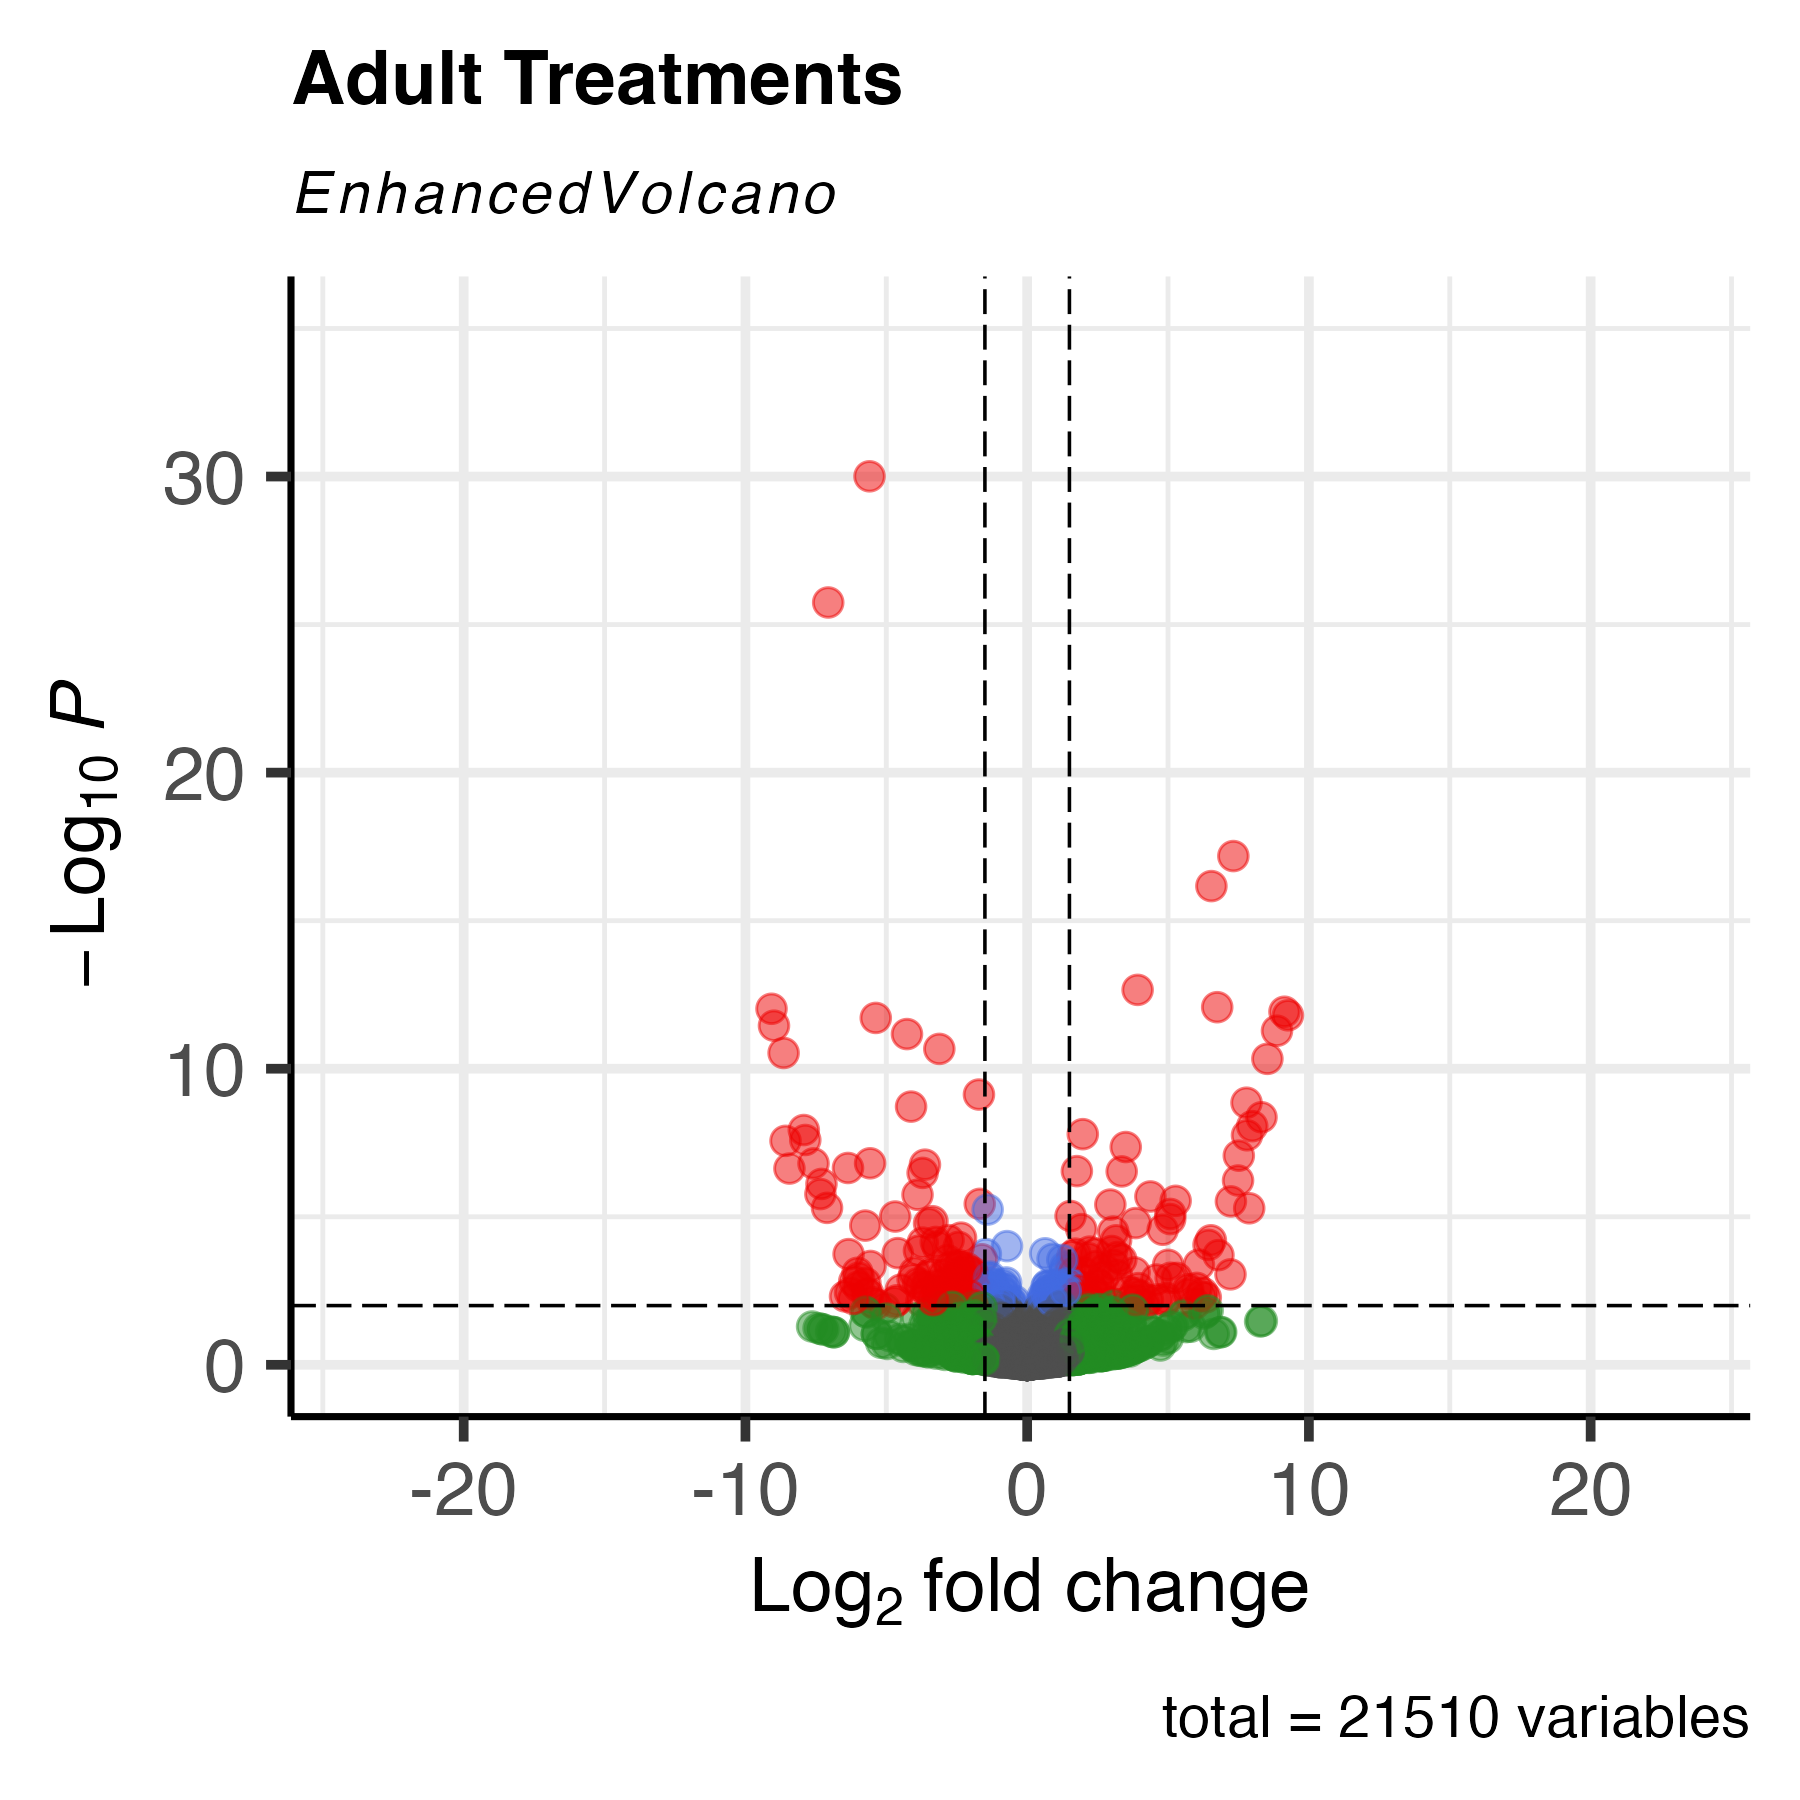 Adult Treatments
EnhancedVolcano
−Log10 P
30
20
10
0
-20 -10 0 10 20
Log2 fold change
total = 21510 variables